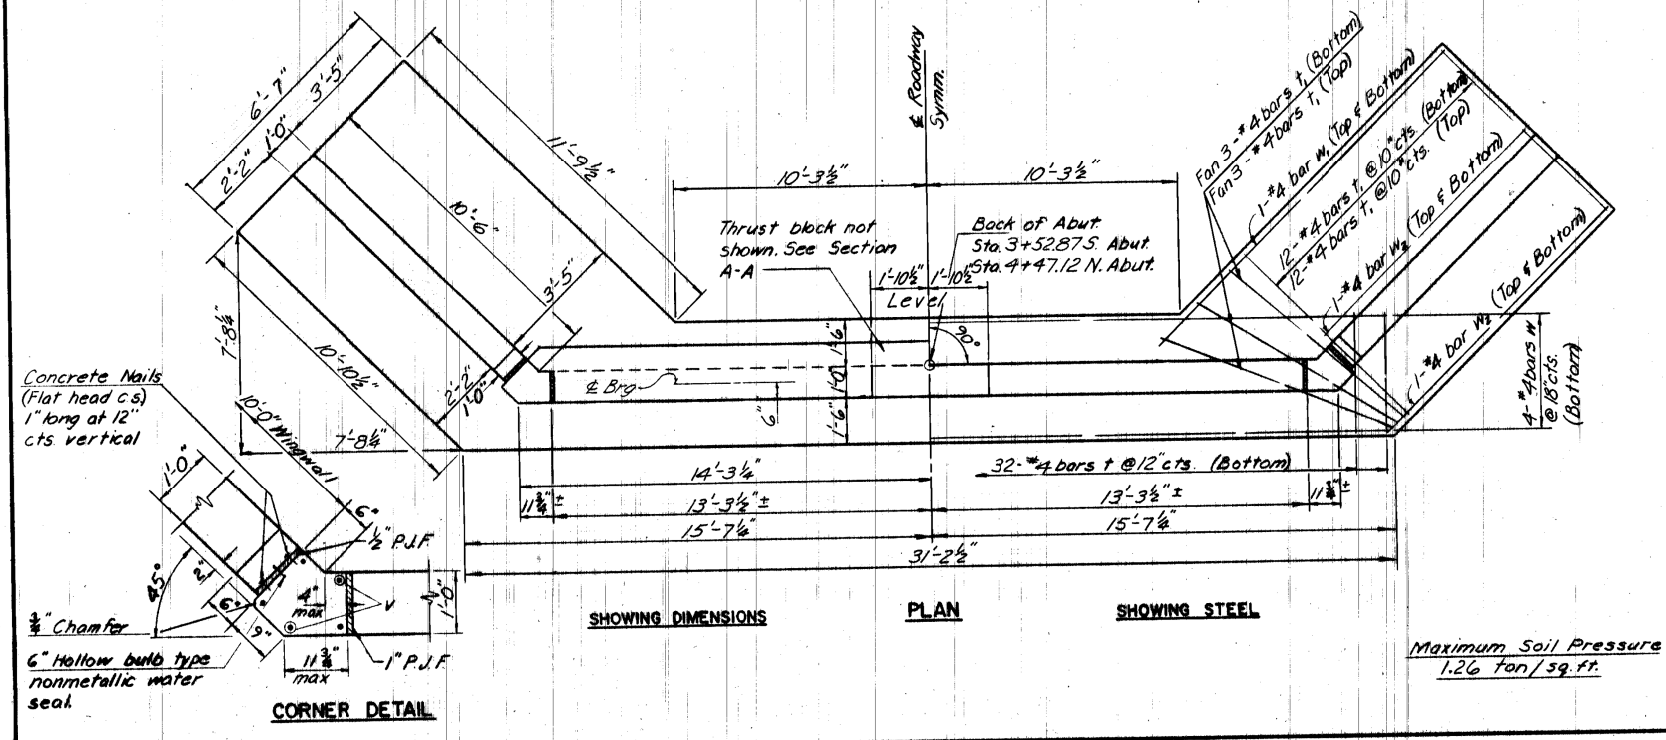 6'-7"
3'-5"
1'-0"
2'-2"
11'-9½"
10'-6"
3'-5"
7'-8¼"
10'-10½"
2'-2"
1'-0"
7'-8¼"
10'-3½"
10'-3½"
℄ Roadway
Symm.
Thrust block not
shown. See Section
A-A
Back of Abut.
Sta. 3+52.87 S. Abut.
Sta. 4+47.12 N. Abut.
1'-10½"
1'-10½"
Level
90°
1'-6"
1'-0"
1'-6"
℄ Brg
6"
Fan 3-#4 bars t, (Bottom)
Fan 3-#4 bars t, (Top)
1-#4 bar w, (Top & Bottom)
12-#4 bars t, @ 10"cts. (Bottom)
12-#4 bars t, @ 10"cts. (Top)
1-#4 bar w₂ (Top & Bottom)
1-#4 bar w₃ (Top & Bottom)
4-#4 bars w
@ 18"cts.
(Bottom)
32-#4 bars t @ 12"cts. (Bottom)
14'-3¼"
11¾"±
13'-3½"±
13'-3½"±
11¾"±
15'-7¼"
15'-7¼"
31'-2½"
SHOWING DIMENSIONS
PLAN
SHOWING STEEL
Maximum Soil Pressure
1.26 ton/sq.ft.
Concrete Nails
(Flat head c.s.)
1" long at 12"
cts vertical
10'-0" Wingwall
1'-0"
6"
½" P.J.F.
45°
2"
6"
9"
4"
max
v
1'-0"
¾" Chamfer
6" Hollow bulb type
nonmetallic water
seal.
11¾"
max
1" P.J.F.
CORNER DETAIL